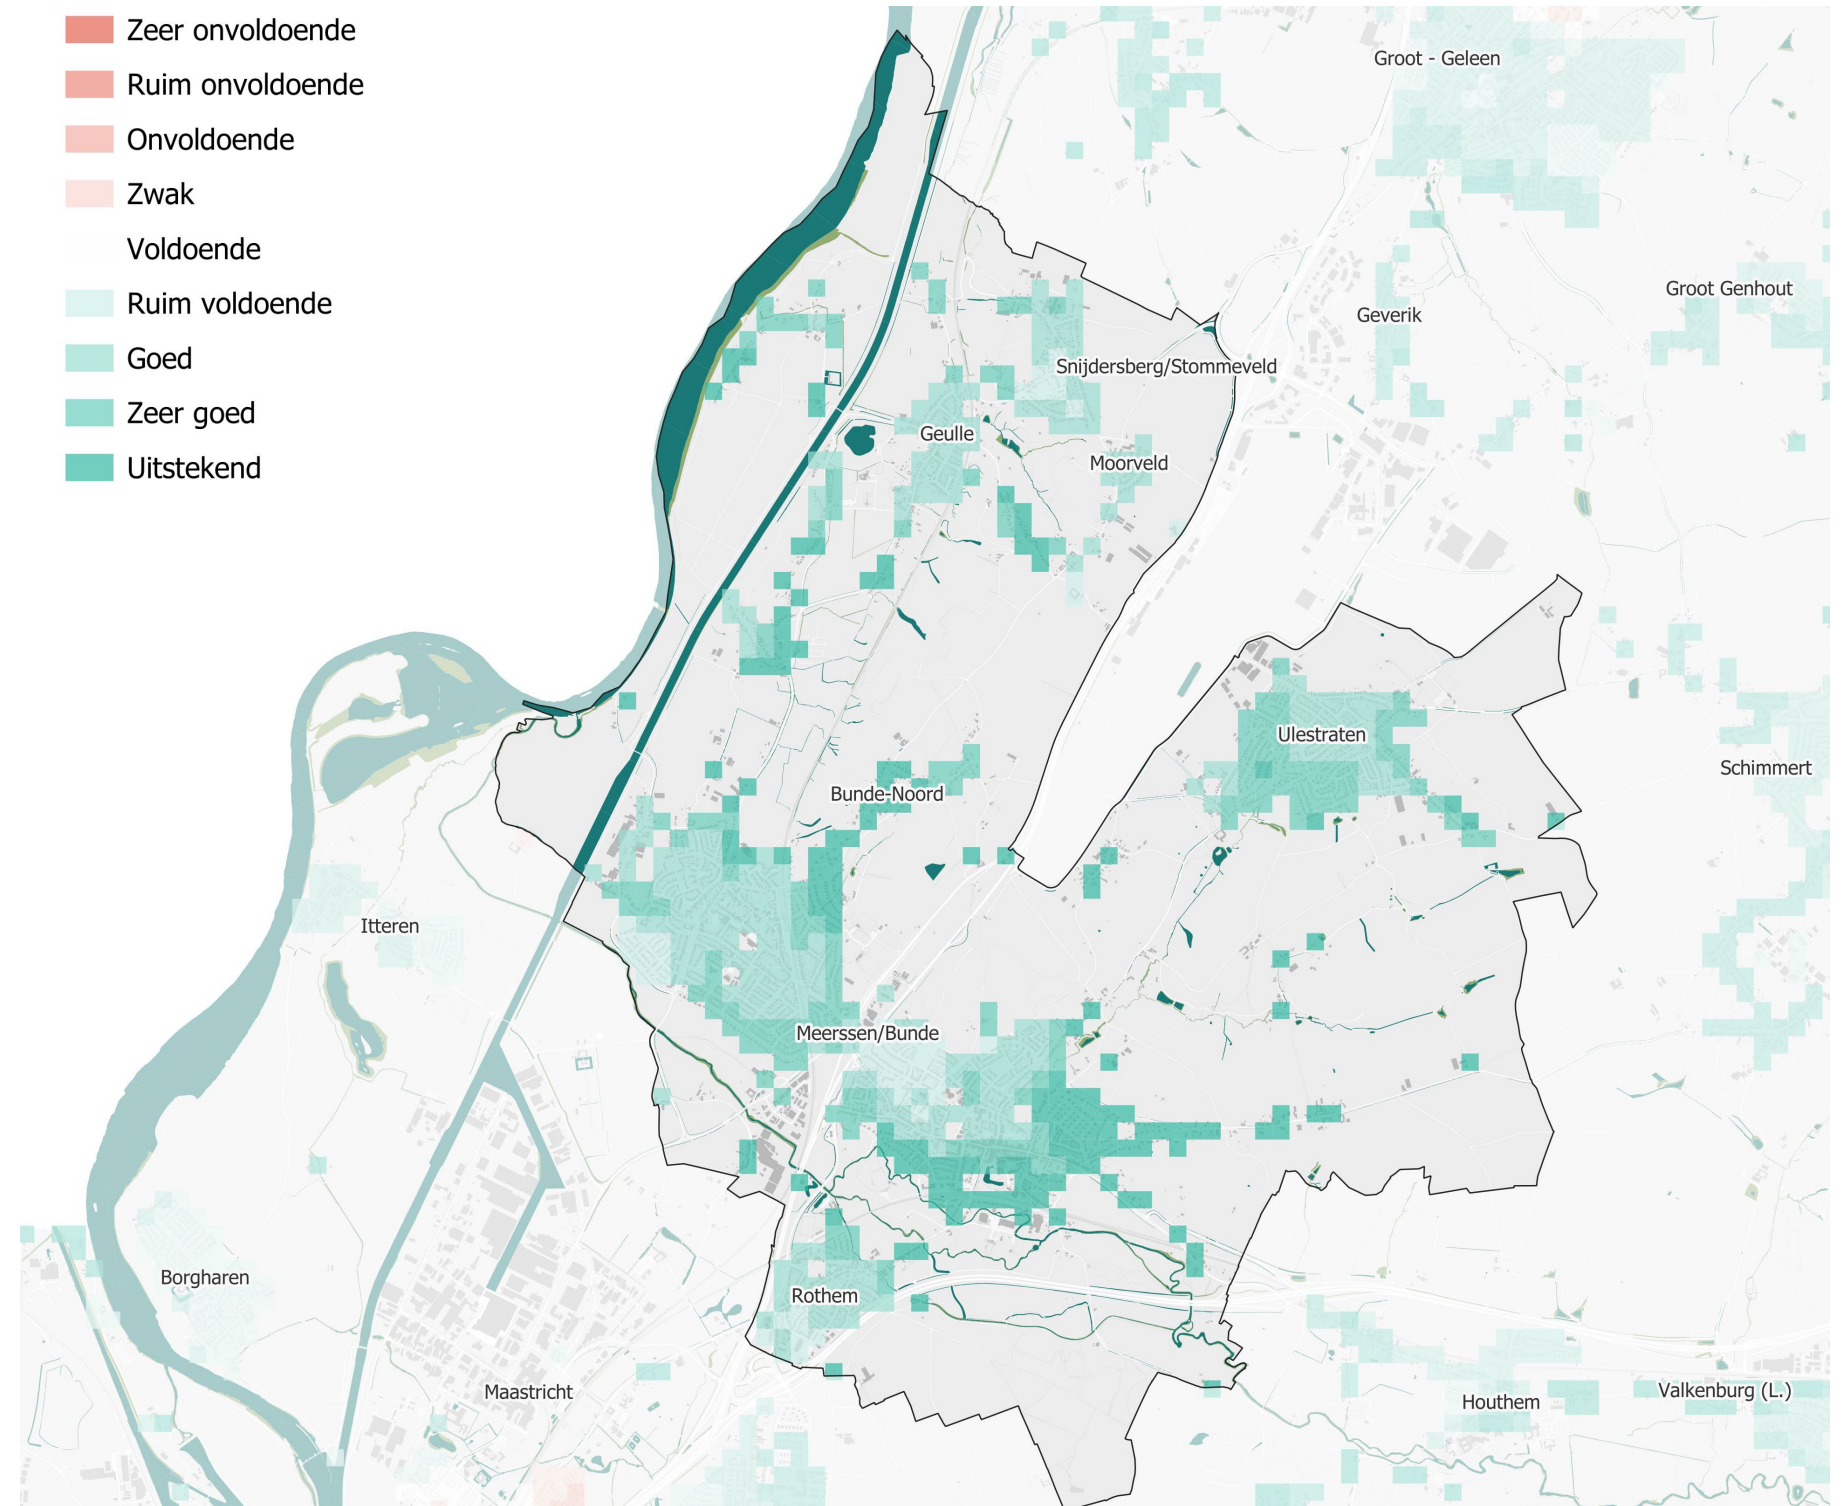 Zeer onvoldoende
Ruim onvoldoende
Onvoldoende
Zwak
Voldoende
Ruim voldoende
Goed
Zeer goed
Uitstekend
Groot - Geleen
Groot Genhout
Geverik
Snijdersberg/Stommeveld
Geulle
Moorveld
Ulestraten
Schimmert
Bunde-Noord
Itteren
Meerssen/Bunde
Borgharen
Rothem
Maastricht
Houthem
Valkenburg (L.)